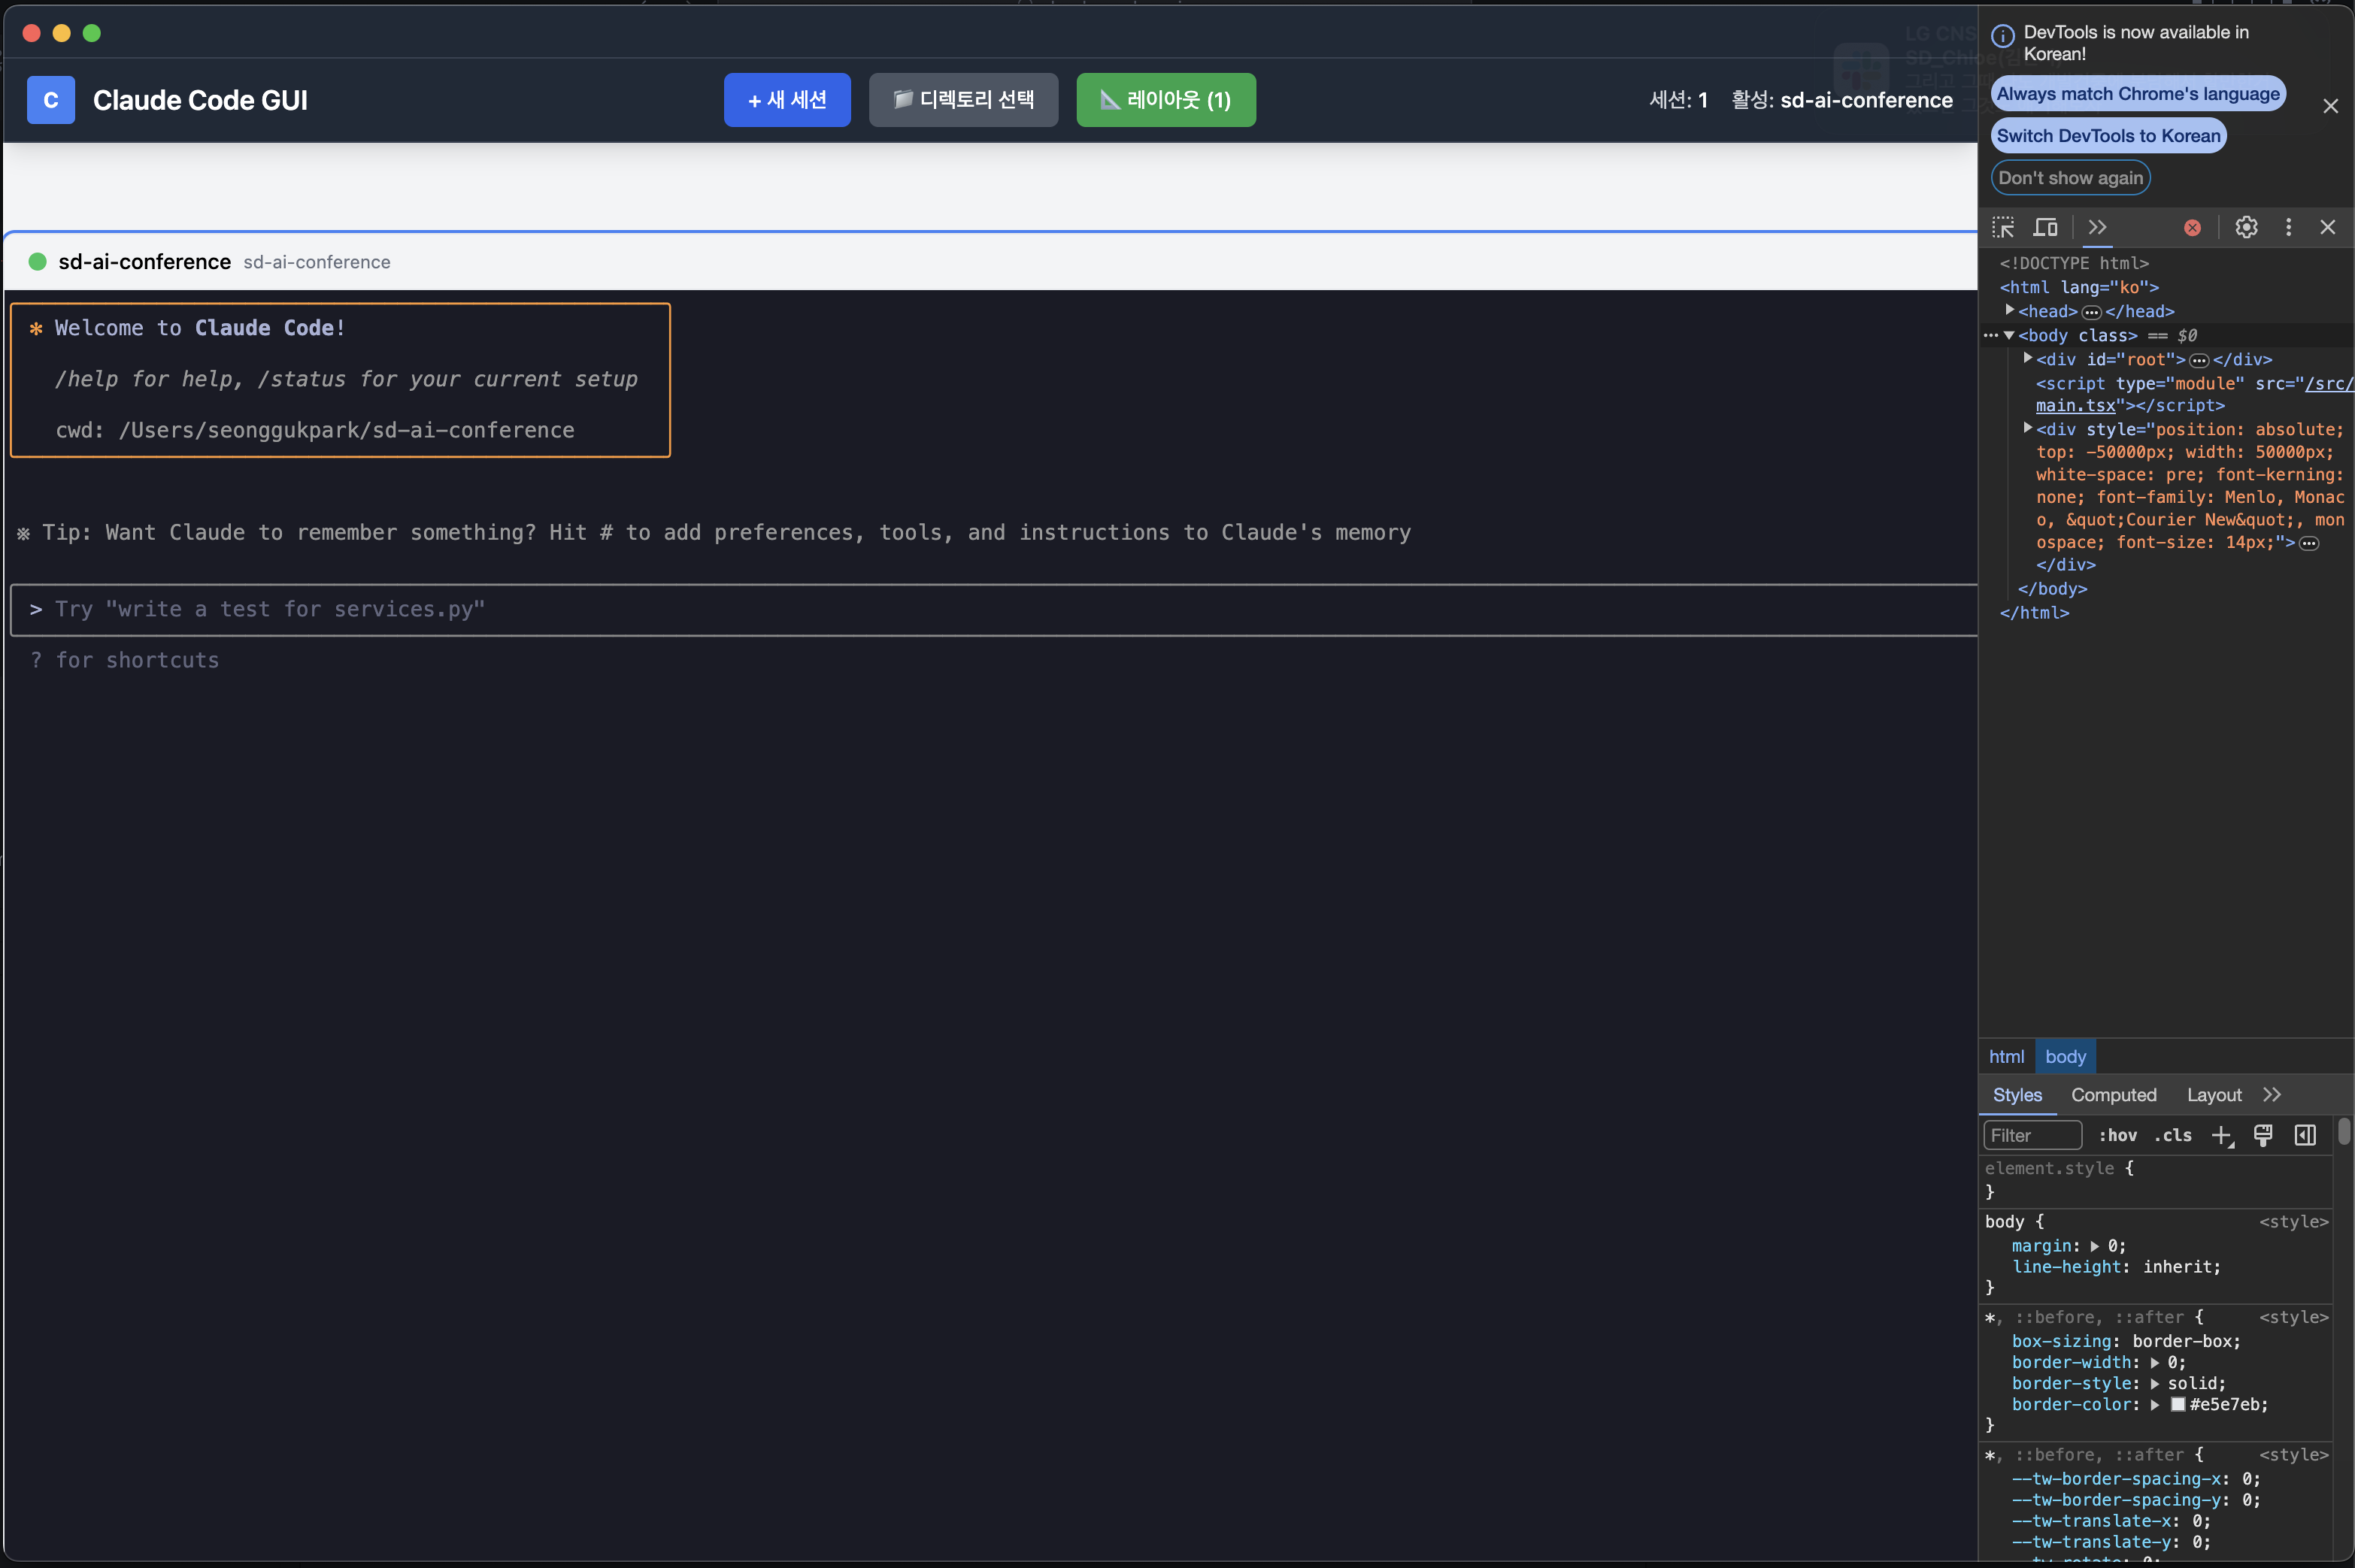 C Claude Code GUI
+ 새 세션
디렉토리 선택
레이아웃 (1)
세션: 1 활성: sd-ai-conference
sd-ai-conference sd-ai-conference
✻ Welcome to Claude Code!
/help for help, /status for your current setup
cwd: /Users/seonggukpark/sd-ai-conference
※ Tip: Want Claude to remember something? Hit # to add preferences, tools, and instructions to Claude's memory
> Try "write a test for services.py"
? for shortcuts
LG CNS
DevTools is now available in
Korean!
Always match Chrome's language
Switch DevTools to Korean
Don't show again
<!DOCTYPE html>
<html lang="ko">
<head>…</head>
<body class> == $0
<div id="root">…</div>
<script type="module" src="/src/
main.tsx"></script>
<div style="position: absolute;
top: -50000px; width: 50000px;
white-space: pre; font-kerning:
none; font-family: Menlo, Monac
o, &quot;Courier New&quot;, mon
ospace; font-size: 14px;">…
</div>
</body>
</html>
html body
Styles Computed Layout
Filter :hov .cls
element.style {
}
body { <style>
margin: 0;
line-height: inherit;
}
*, ::before, ::after { <style>
box-sizing: border-box;
border-width: 0;
border-style: solid;
border-color: #e5e7eb;
}
*, ::before, ::after { <style>
--tw-border-spacing-x: 0;
--tw-border-spacing-y: 0;
--tw-translate-x: 0;
--tw-translate-y: 0;